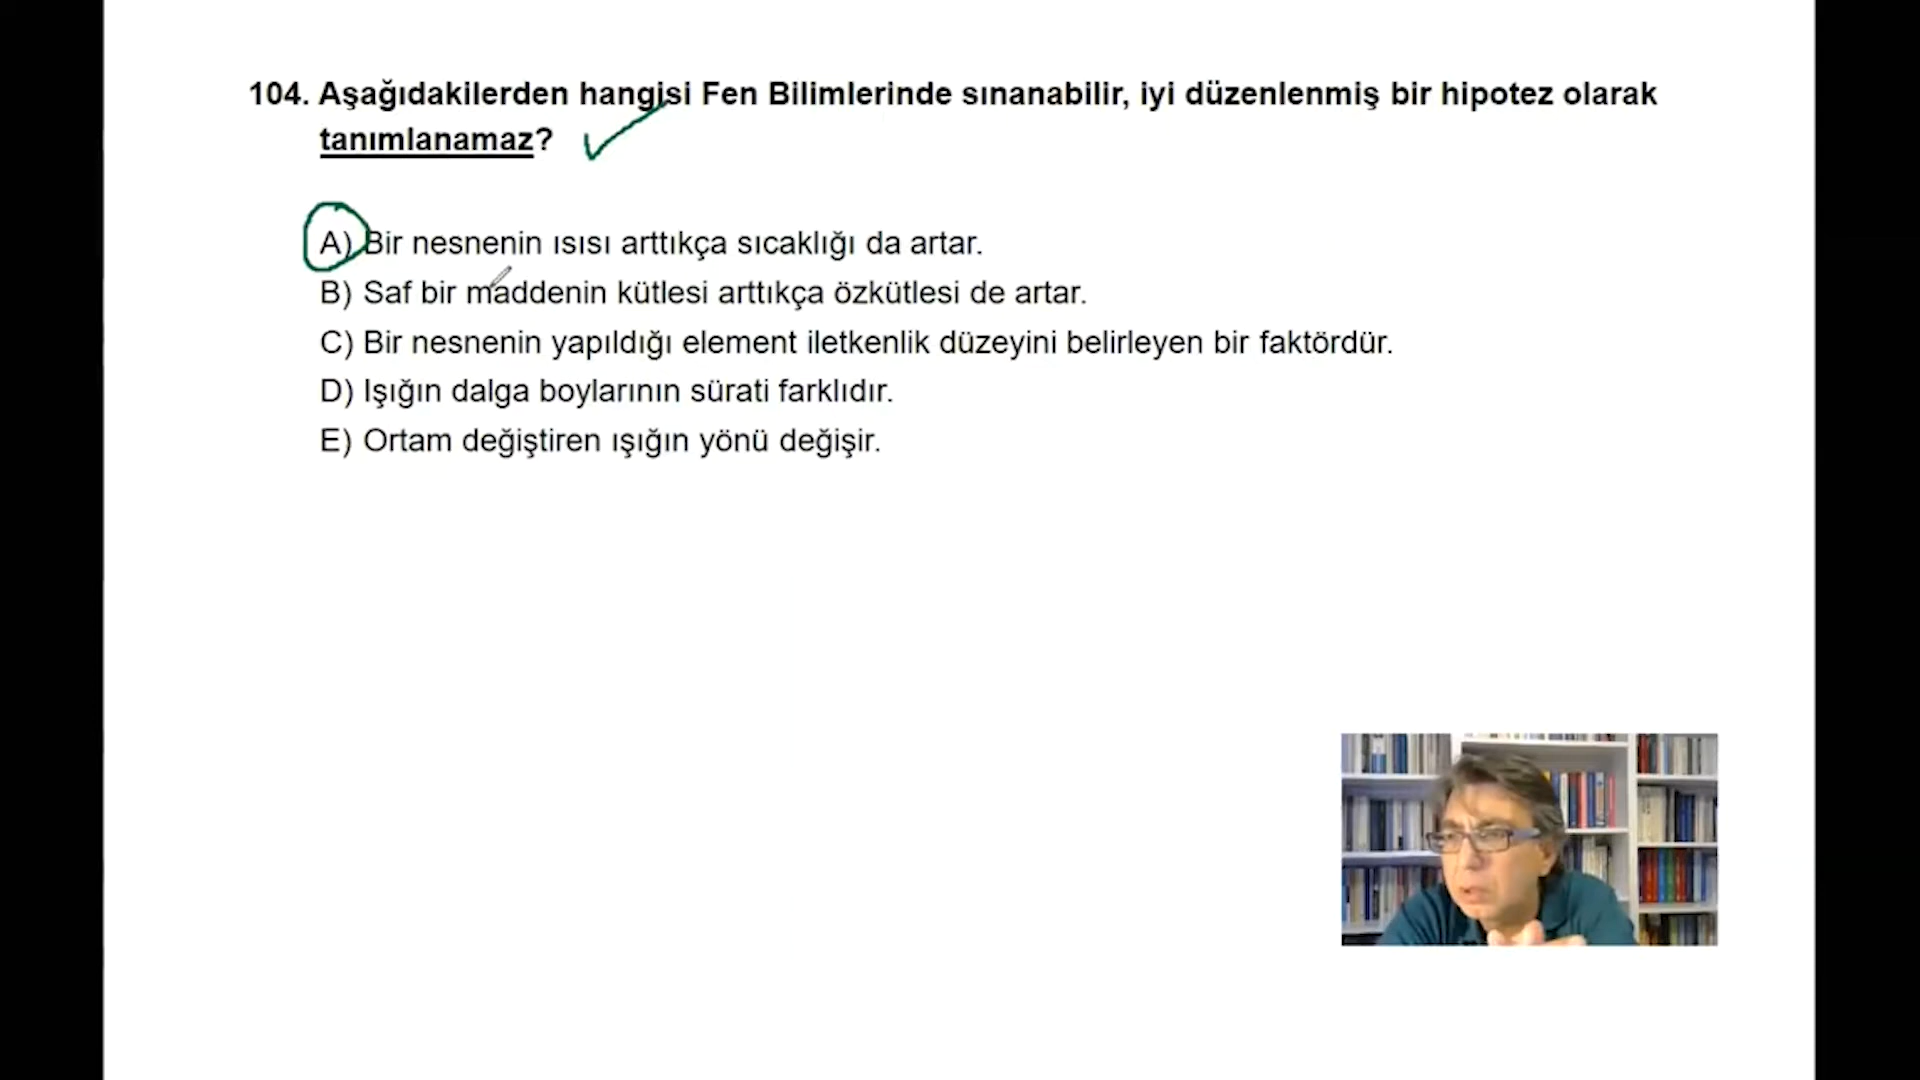 104. Aşağıdakilerden hangisi Fen Bilimlerinde sınanabilir, iyi düzenlenmiş bir hipotez olarak
tanımlanamaz?
A) Bir nesnenin ısısı arttıkça sıcaklığı da artar.
B) Saf bir maddenin kütlesi arttıkça özkütlesi de artar.
C) Bir nesnenin yapıldığı element iletkenlik düzeyini belirleyen bir faktördür.
D) Işığın dalga boylarının sürati farklıdır.
E) Ortam değiştiren ışığın yönü değişir.